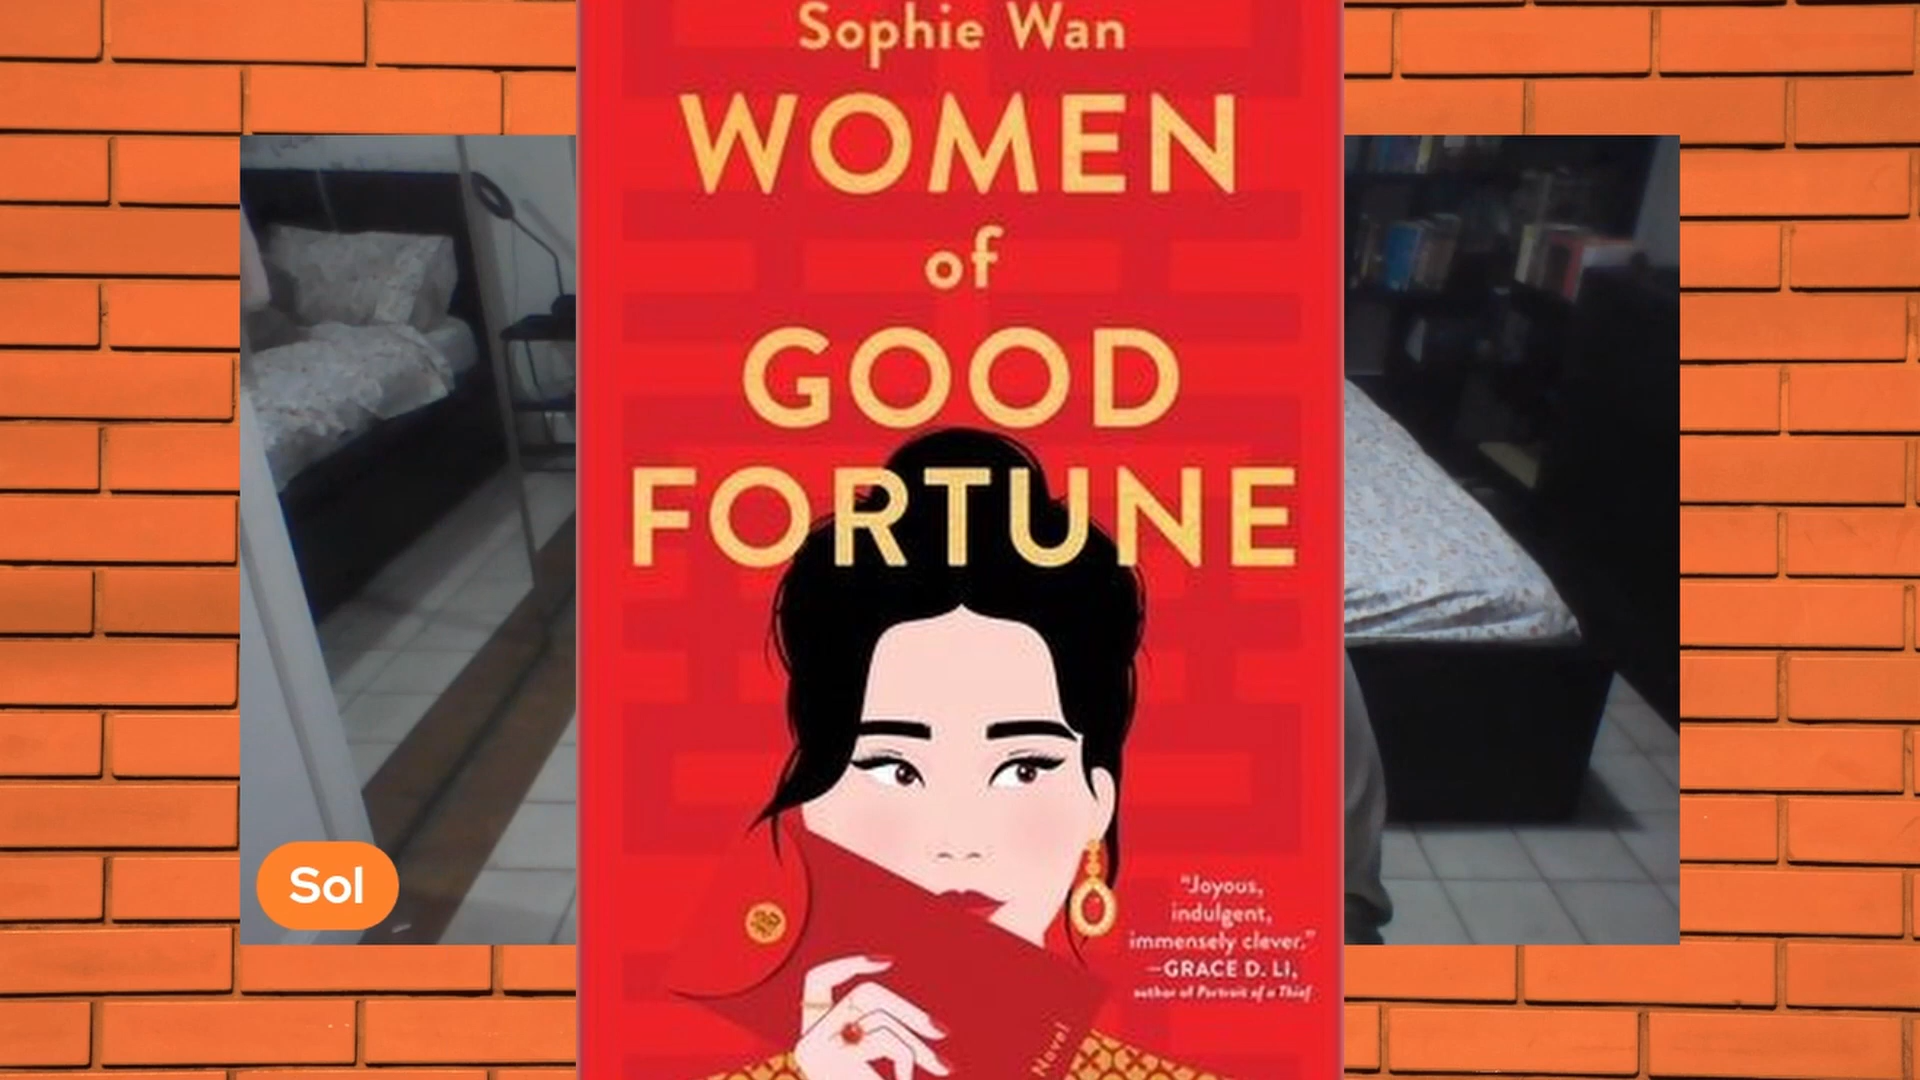 Sophie Wan
WOMEN
of
GOOD
FORTUNE
"Joyous,
indulgent,
immensely clever."
—GRACE D. LI,
author of Portrait of a Thief
Novel
Sol